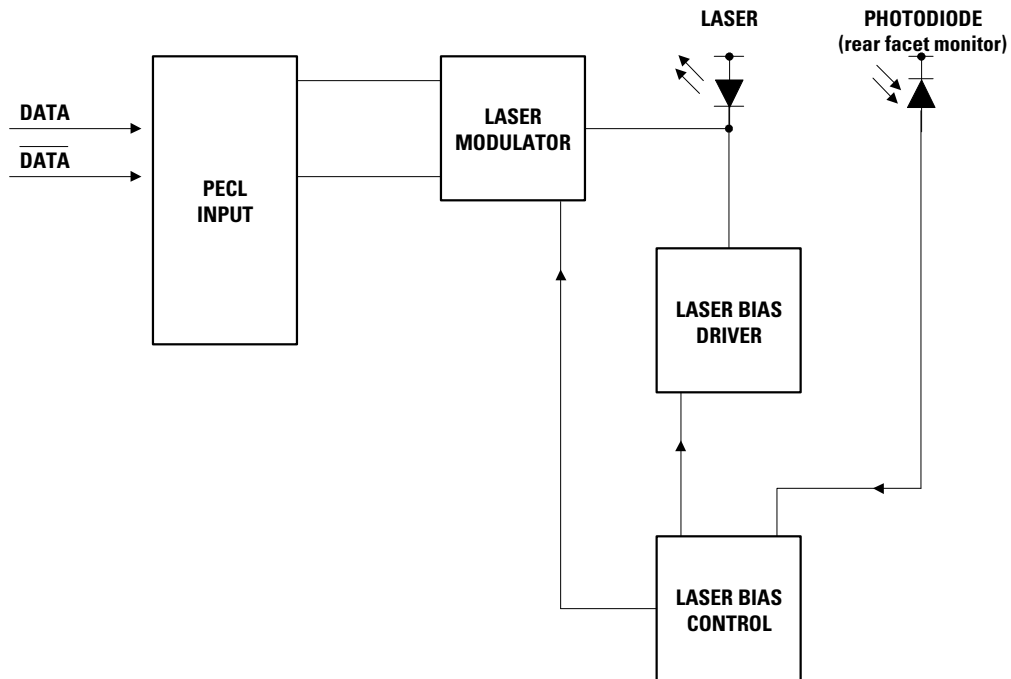 LASER
PHOTODIODE
(rear facet monitor)
DATA
DATA
PECL
INPUT
LASER
MODULATOR
LASER BIAS
DRIVER
LASER BIAS
CONTROL